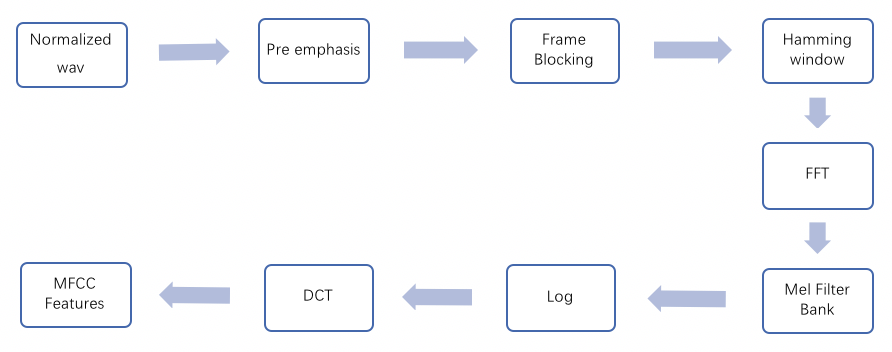 Normalized
wav
Pre emphasis
Frame
Blocking
Hamming
window
FFT
Mel Filter
Bank
Log
DCT
MFCC
Features